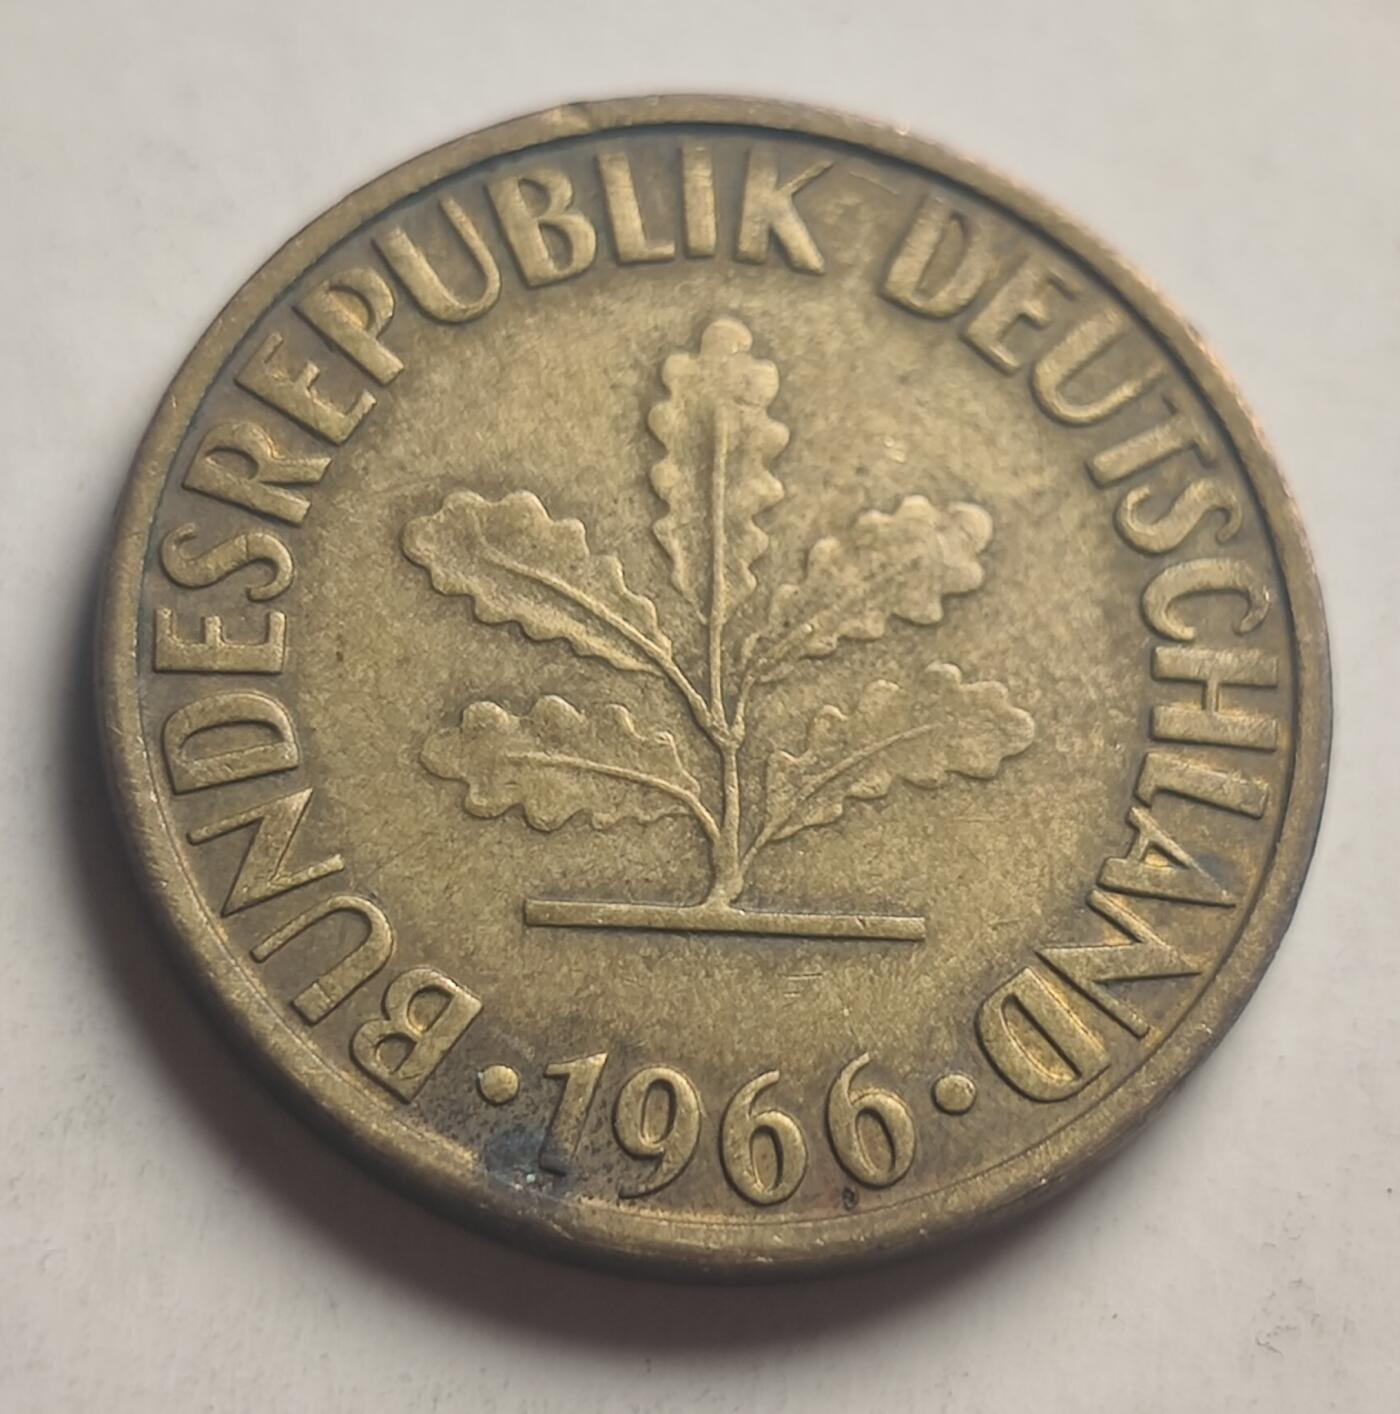 BUNDESREPUBLIK DEUTSCHLAND
· 1966 ·